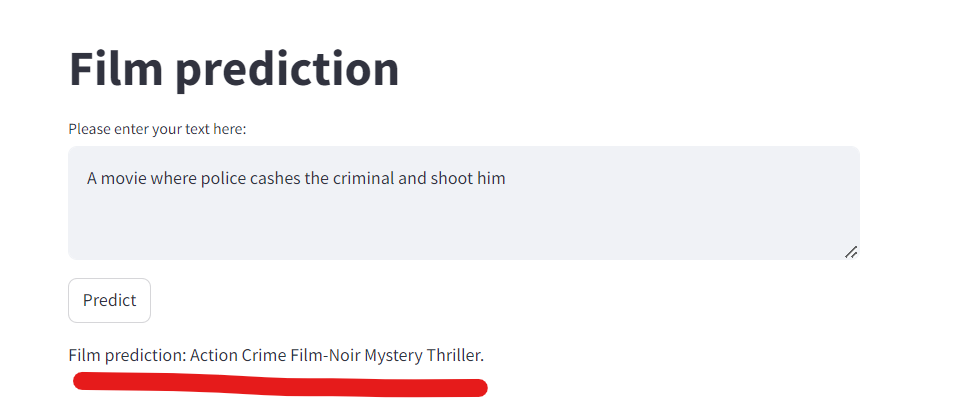 Film prediction
Please enter your text here:
A movie where police cashes the criminal and shoot him
Predict
Film prediction: Action Crime Film-Noir Mystery Thriller.